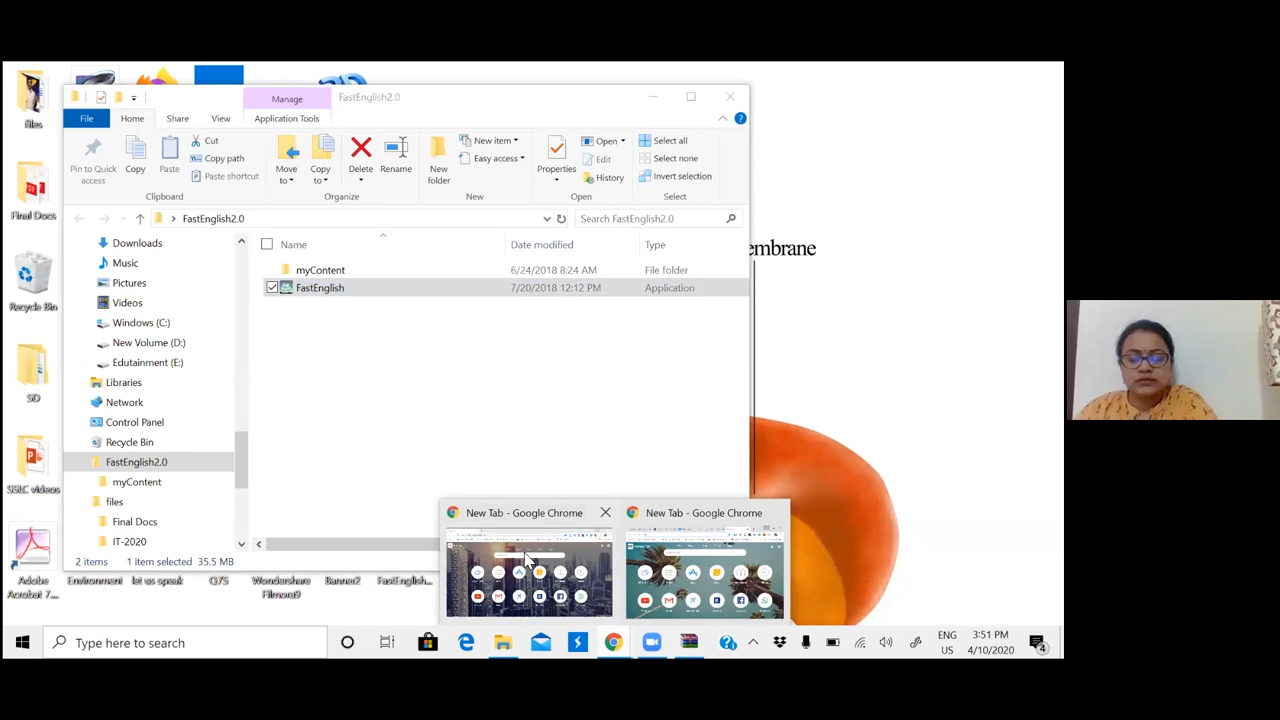 Manage
FastEnglish2.0
File
Home
Share
View
Application Tools
Pin to Quick
access
Copy
Paste
Cut
Copy path
Paste shortcut
Clipboard
Move
to
Copy
to
Delete
Rename
Organize
New
folder
New item
Easy access
New
Properties
Open
Edit
History
Open
Select all
Select none
Invert selection
Select
FastEnglish2.0
Search FastEnglish2.0
Name
Date modified
Type
myContent
6/24/2018 8:24 AM
File folder
FastEnglish
7/20/2018 12:12 PM
Application
Downloads
Music
Pictures
Videos
Windows (C:)
New Volume (D:)
Edutainment (E:)
Libraries
Network
Control Panel
Recycle Bin
FastEnglish2.0
myContent
files
Final Docs
IT-2020
2 items
1 item selected 35.5 MB
files
Final Docs
Recycle Bin
SD
SSLC videos
Adobe
Acrobat 7...
Environment
let us speak
Q7S
Wondershare
Filmora9
Banner2
FastEnglish...
embrane
New Tab - Google Chrome
New Tab - Google Chrome
Type here to search
ENG
US
3:51 PM
4/10/2020
4